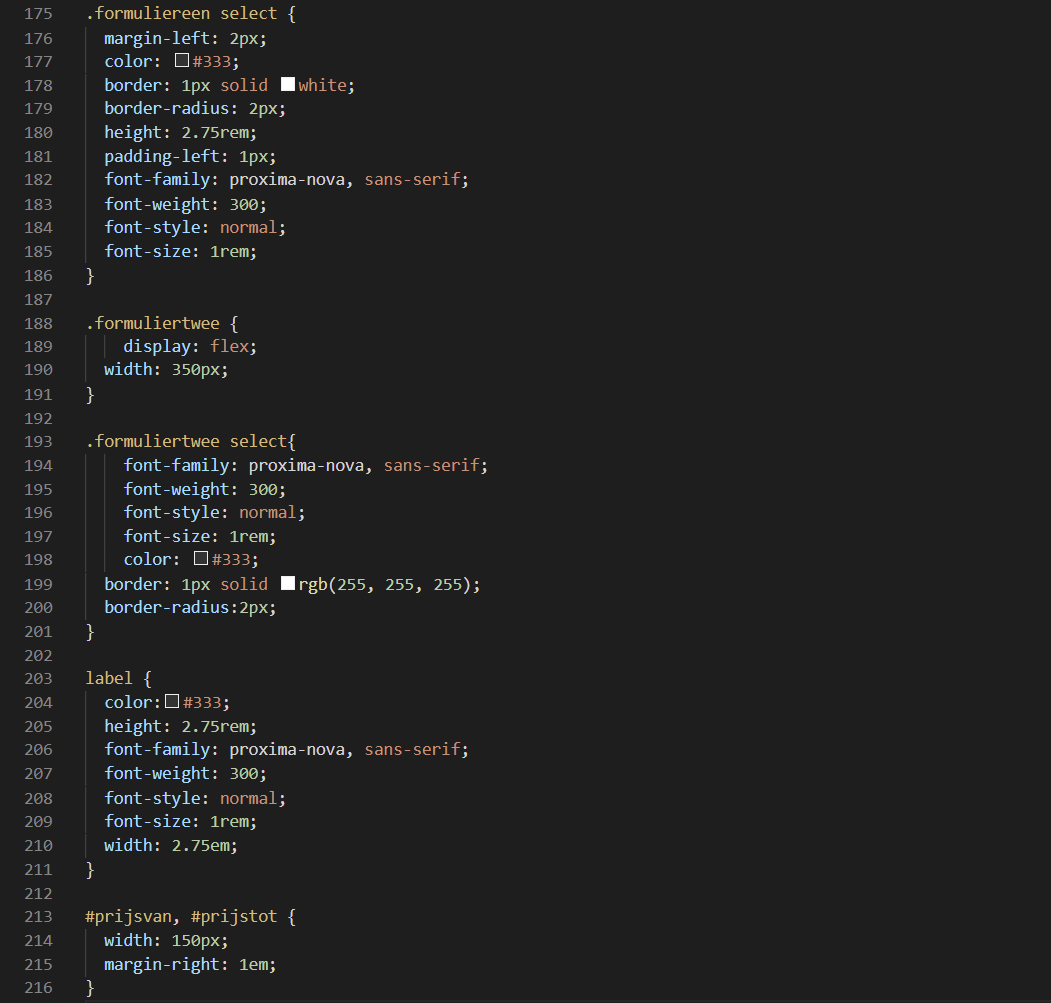 175 .formuliereen select {
176 margin-left: 2px;
177 color: #333;
178 border: 1px solid white;
179 border-radius: 2px;
180 height: 2.75rem;
181 padding-left: 1px;
182 font-family: proxima-nova, sans-serif;
183 font-weight: 300;
184 font-style: normal;
185 font-size: 1rem;
186 }
187
188 .formuliertwee {
189 display: flex;
190 width: 350px;
191 }
192
193 .formuliertwee select{
194 font-family: proxima-nova, sans-serif;
195 font-weight: 300;
196 font-style: normal;
197 font-size: 1rem;
198 color: #333;
199 border: 1px solid rgb(255, 255, 255);
200 border-radius:2px;
201 }
202
203 label {
204 color:#333;
205 height: 2.75rem;
206 font-family: proxima-nova, sans-serif;
207 font-weight: 300;
208 font-style: normal;
209 font-size: 1rem;
210 width: 2.75em;
211 }
212
213 #prijsvan, #prijstot {
214 width: 150px;
215 margin-right: 1em;
216 }